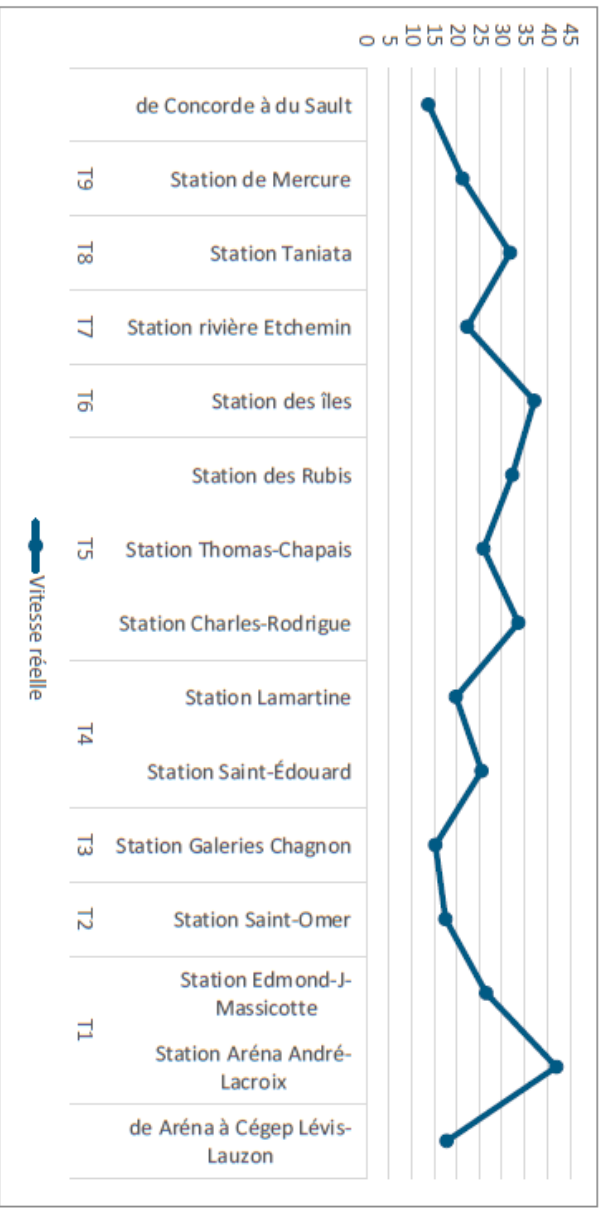 0 5 10 15 20 25 30 35 40 45
de Concorde à du Sault
T9
Station de Mercure
T8
Station Taniata
T7
Station rivière Etchemin
T6
Station des îles
Station des Rubis
T5
Station Thomas-Chapais
Station Charles-Rodrigue
Station Lamartine
T4
Station Saint-Édouard
T3
Station Galeries Chagnon
T2
Station Saint-Omer
Station Edmond-J-
Massicotte
T1
Station Aréna André-
Lacroix
de Aréna à Cégep Lévis-
Lauzon
Vitesse réelle